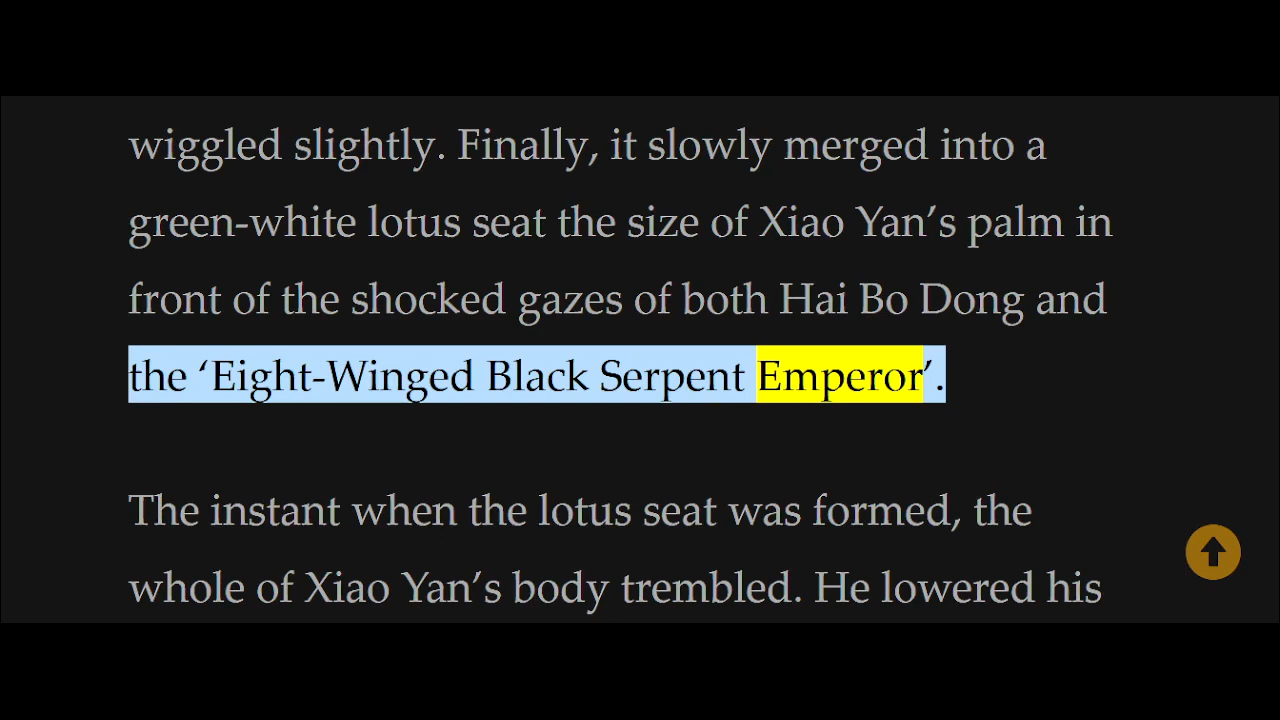 wiggled slightly. Finally, it slowly merged into a
green-white lotus seat the size of Xiao Yan’s palm in
front of the shocked gazes of both Hai Bo Dong and
the ‘Eight-Winged Black Serpent Emperor’.
The instant when the lotus seat was formed, the
whole of Xiao Yan’s body trembled. He lowered his